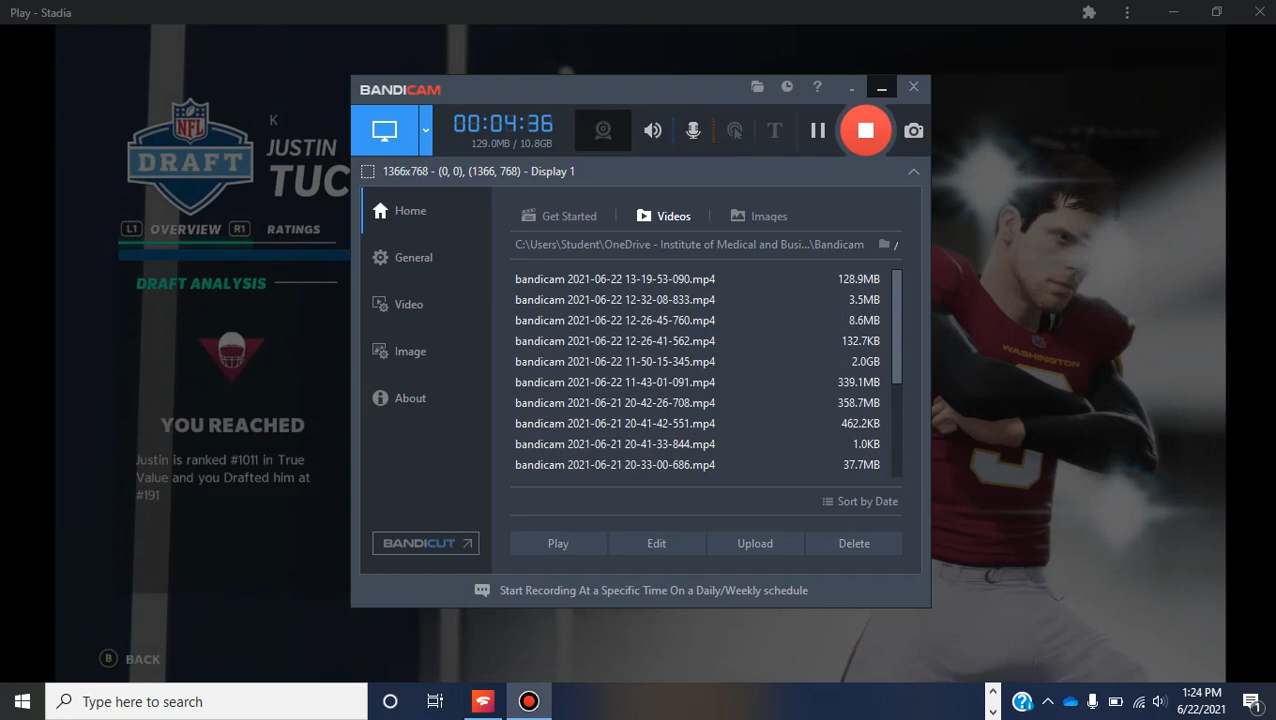 Play - Stadia
BANDICAM
?
00:04:36
129.0MB / 10.8GB
T
1366x768 - (0, 0), (1366, 768) - Display 1
Home
General
Video
Image
About
BANDICUT
Get Started
Videos
Images
C:\Users\Student\OneDrive - Institute of Medical and Busi...\Bandicam
/
bandicam 2021-06-22 13-19-53-090.mp4 128.9MB
bandicam 2021-06-22 12-32-08-833.mp4 3.5MB
bandicam 2021-06-22 12-26-45-760.mp4 8.6MB
bandicam 2021-06-22 12-26-41-562.mp4 132.7KB
bandicam 2021-06-22 11-50-15-345.mp4 2.0GB
bandicam 2021-06-22 11-43-01-091.mp4 339.1MB
bandicam 2021-06-21 20-42-26-708.mp4 358.7MB
bandicam 2021-06-21 20-41-42-551.mp4 462.2KB
bandicam 2021-06-21 20-41-33-844.mp4 1.0KB
bandicam 2021-06-21 20-33-00-686.mp4 37.7MB
Sort by Date
Play Edit Upload Delete
Start Recording At a Specific Time On a Daily/Weekly schedule
NFL
DRAFT
K
JUSTIN
TUC
L1 OVERVIEW R1 RATINGS
DRAFT ANALYSIS
YOU REACHED
Justin is ranked #1011 in True
Value and you Drafted him at
#191
B BACK
WASHINGTON
Type here to search
1:24 PM
6/22/2021
1